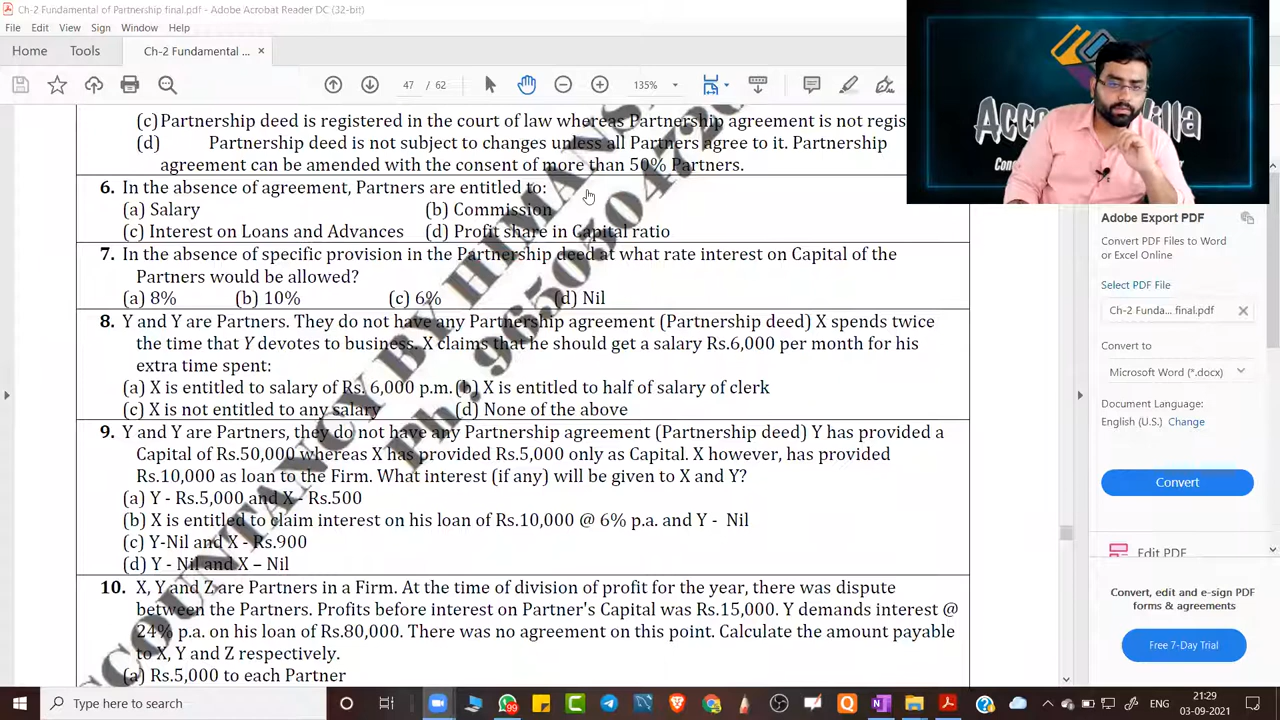 Ch-2 Fundamental of Partnership final.pdf - Adobe Acrobat Reader DC (32-bit)
File Edit View Sign Window Help
Home Tools Ch-2 Fundamental ... ×
47 / 62 135%
(c) Partnership deed is registered in the court of law whereas Partnership agreement is not regis
(d) Partnership deed is not subject to changes unless all Partners agree to it. Partnership
agreement can be amended with the consent of more than 50% Partners.
6. In the absence of agreement, Partners are entitled to:
(a) Salary (b) Commission
(c) Interest on Loans and Advances (d) Profit share in Capital ratio
7. In the absence of specific provision in the Partnership deed at what rate interest on Capital of the
Partners would be allowed?
(a) 8% (b) 10% (c) 6% (d) Nil
8. Y and Y are Partners. They do not have any Partnership agreement (Partnership deed) X spends twice
the time that Y devotes to business. X claims that he should get a salary Rs.6,000 per month for his
extra time spent:
(a) X is entitled to salary of Rs. 6,000 p.m. (b) X is entitled to half of salary of clerk
(c) X is not entitled to any salary (d) None of the above
9. Y and Y are Partners, they do not have any Partnership agreement (Partnership deed) Y has provided a
Capital of Rs.50,000 whereas X has provided Rs.5,000 only as Capital. X however, has provided
Rs.10,000 as loan to the Firm. What interest (if any) will be given to X and Y?
(a) Y - Rs.5,000 and X - Rs.500
(b) X is entitled to claim interest on his loan of Rs.10,000 @ 6% p.a. and Y - Nil
(c) Y-Nil and X - Rs.900
(d) Y - Nil and X – Nil
10. X, Y and Z are Partners in a Firm. At the time of division of profit for the year, there was dispute
between the Partners. Profits before interest on Partner's Capital was Rs.15,000. Y demands interest @
24% p.a. on his loan of Rs.80,000. There was no agreement on this point. Calculate the amount payable
to X, Y and Z respectively.
(a) Rs.5,000 to each Partner
Adobe Export PDF
Convert PDF Files to Word
or Excel Online
Select PDF File
Ch-2 Funda... final.pdf ×
Convert to
Microsoft Word (*.docx)
Document Language:
English (U.S.) Change
Convert
Edit PDF
Convert, edit and e-sign PDF
forms & agreements
Free 7-Day Trial
Type here to search
99
ENG
21:29
03-09-2021